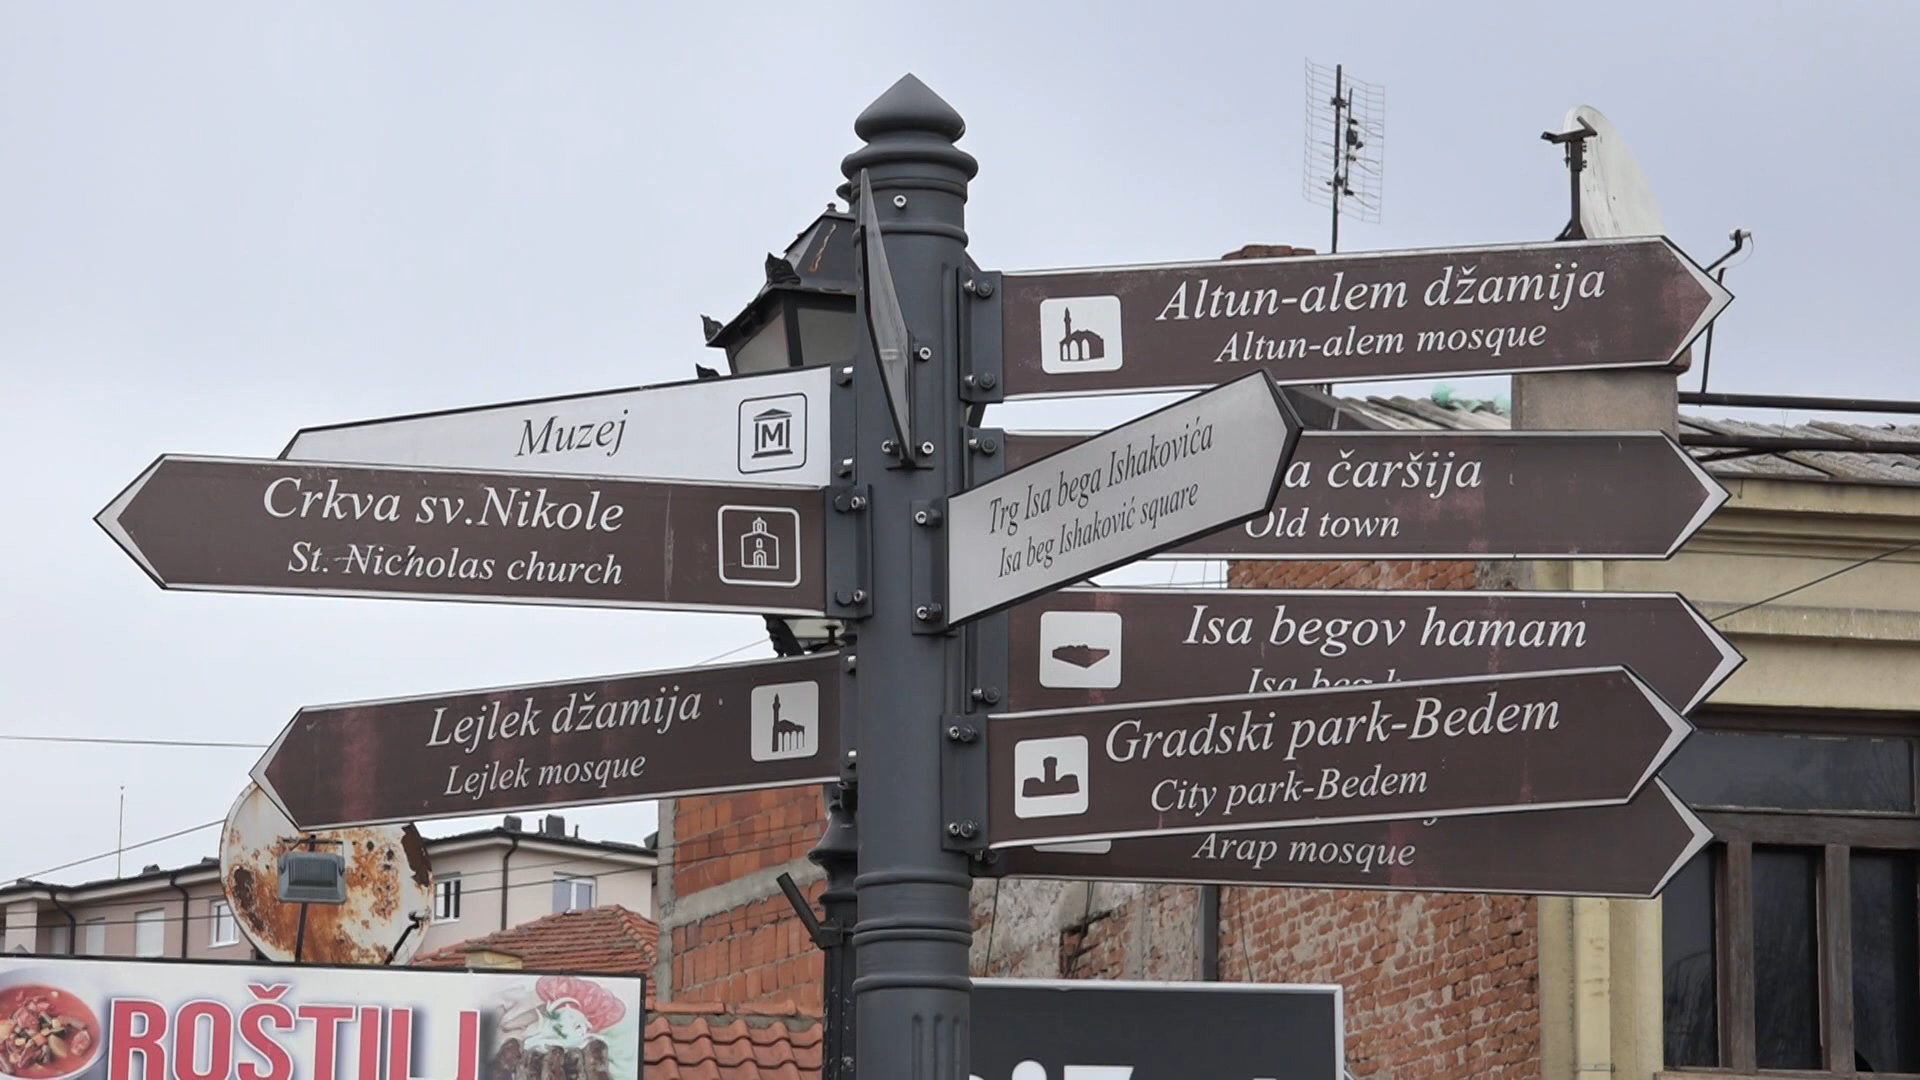 Altun-alem džamija
Altun-alem mosque
Muzej
M
Crkva sv.Nikole
St. Nicholas church
Trg Isa bega Ishakovića
Isa beg Ishaković square
a čaršija
Old town
Isa begov hamam
Isa beg
Lejlek džamija
Lejlek mosque
Gradski park-Bedem
City park-Bedem
Arap mosque
ROŠTILJ